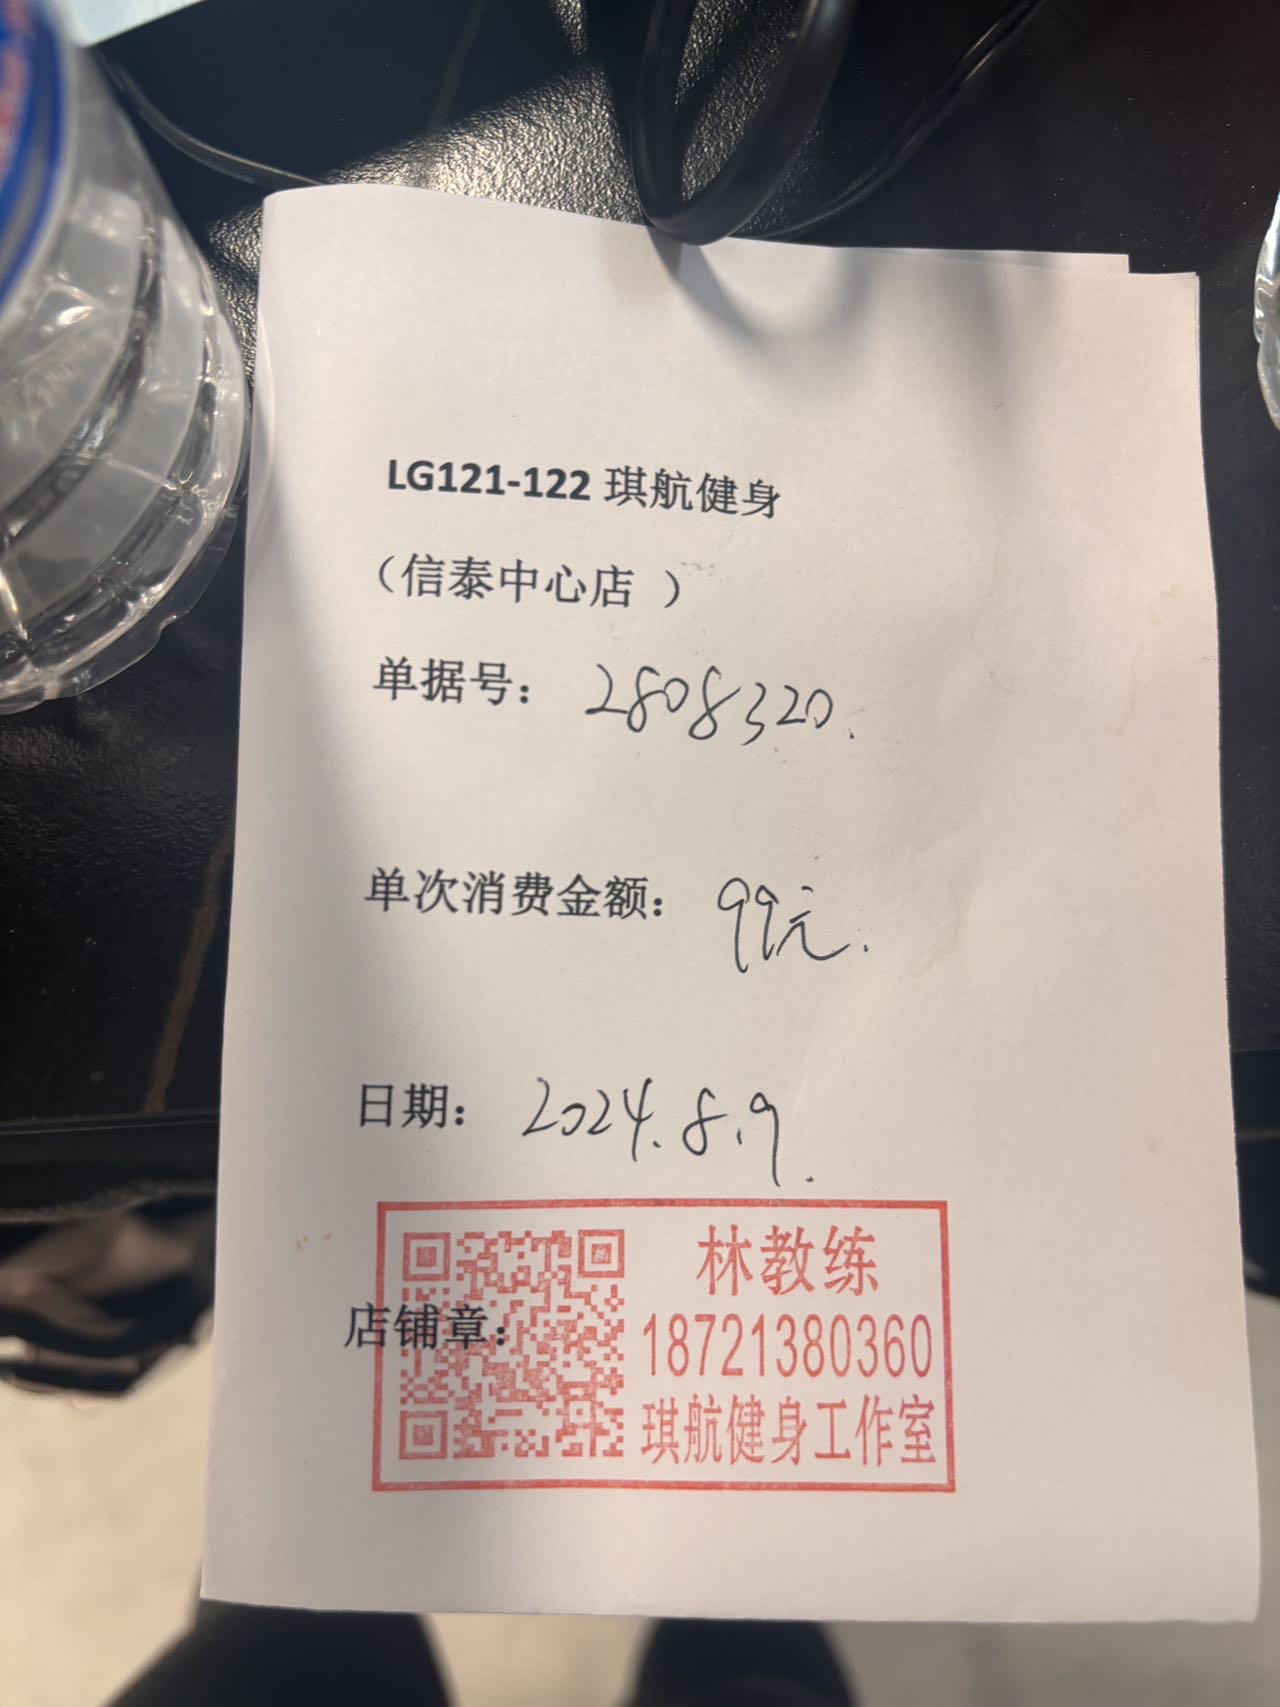 LG121-122 琪航健身
（信泰中心店 ）
单据号： 2808320.
单次消费金额： 99元.
日期： 2024.8.9.
店铺章：
林教练
18721380360
琪航健身工作室